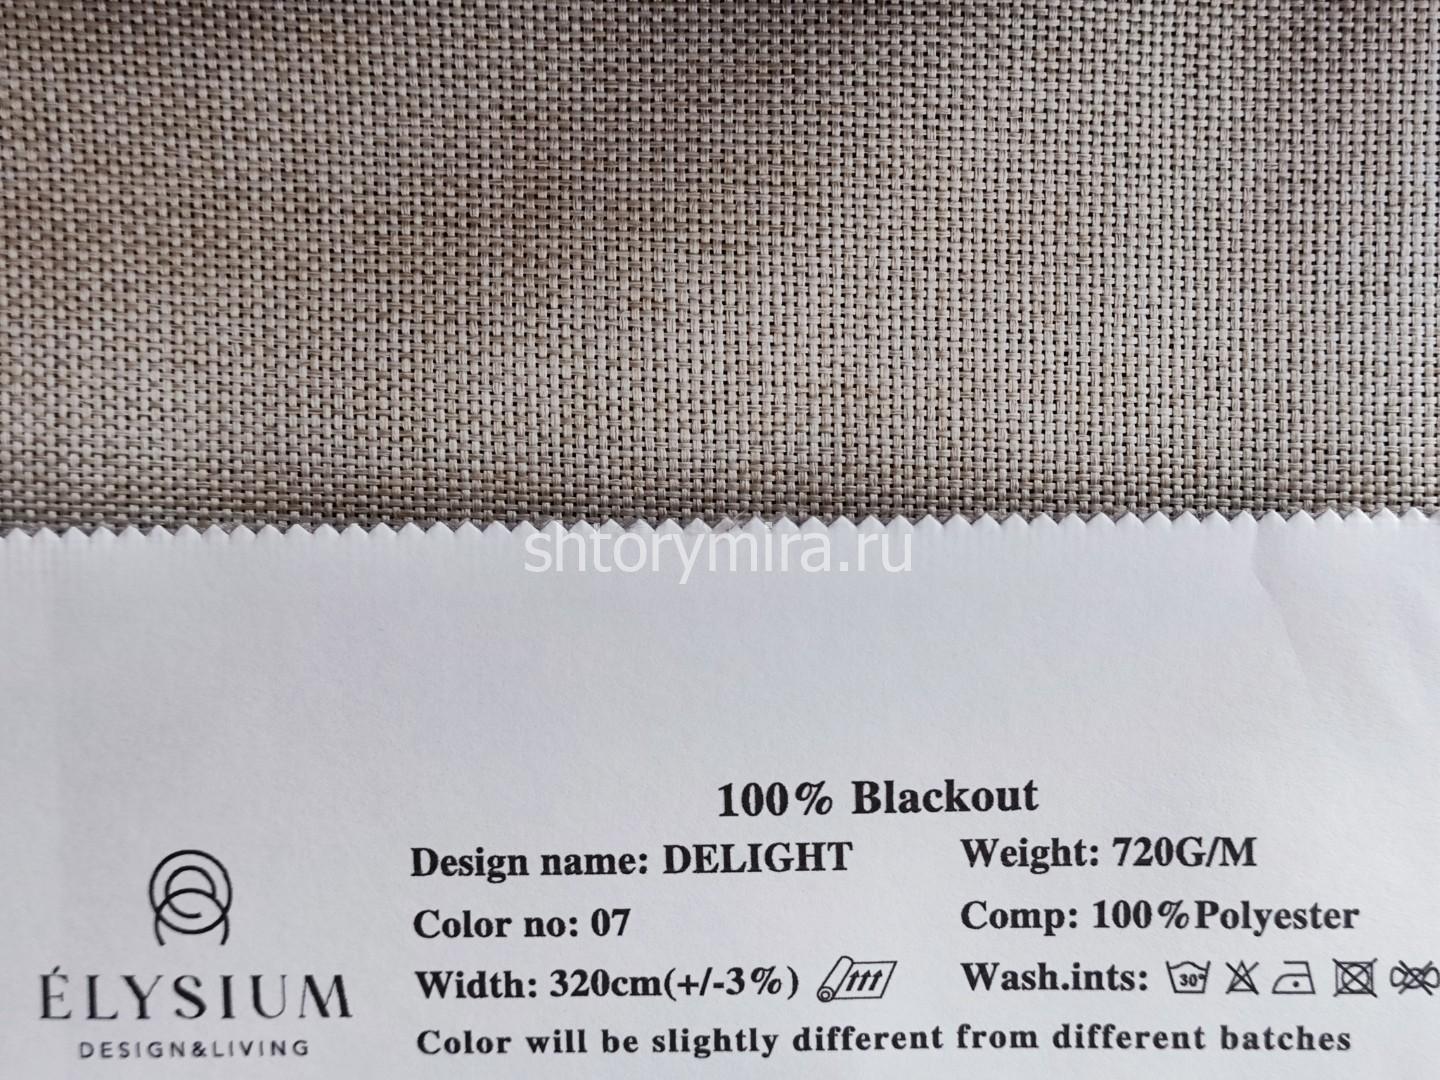 shtorymira.ru
100% Blackout
Design name: DELIGHT
Weight: 720G/M
Color no: 07
Comp: 100%Polyester
Width: 320cm(+/-3%)
Wash.ints: 30°
Color will be slightly different from different batches
ÉLYSIUM
DESIGN&LIVING